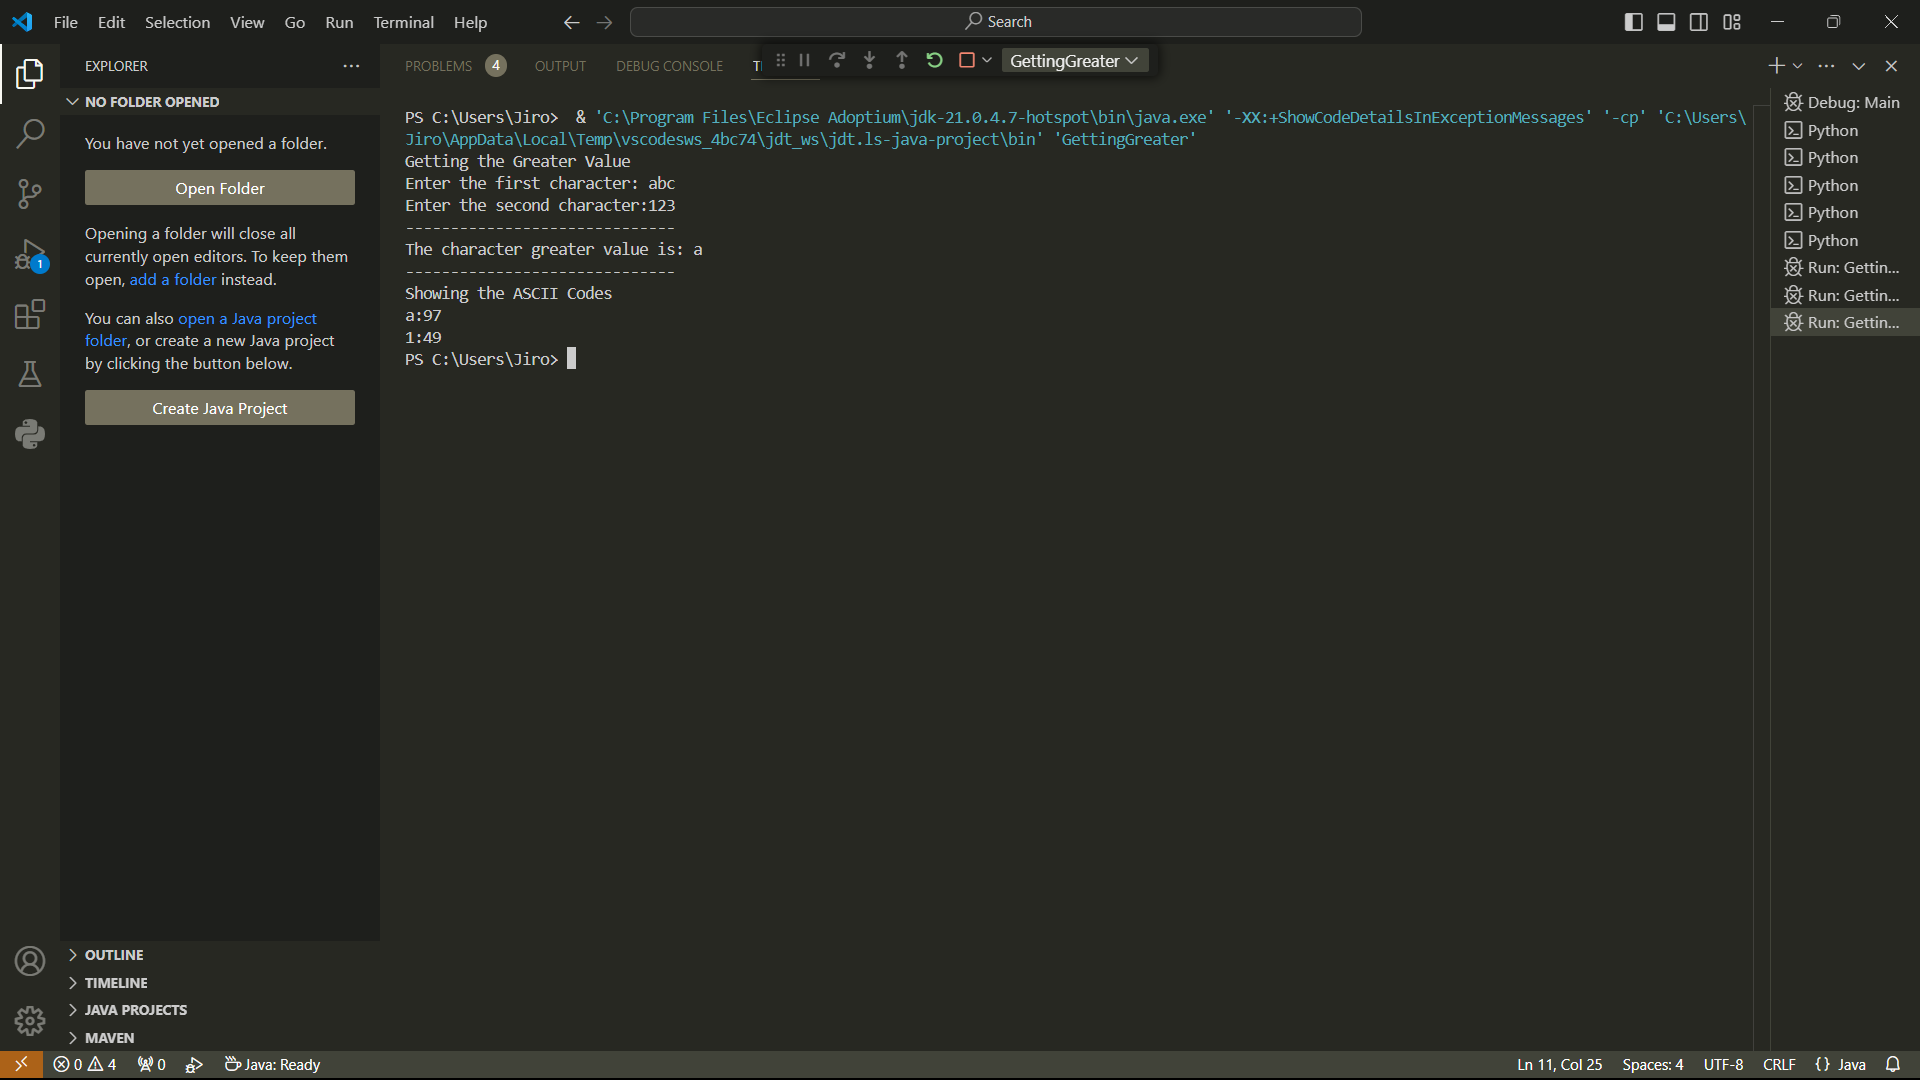 File Edit Selection View Go Run Terminal Help
Search
EXPLORER
PROBLEMS 4 OUTPUT DEBUG CONSOLE
GettingGreater
NO FOLDER OPENED
You have not yet opened a folder.
Open Folder
Opening a folder will close all
currently open editors. To keep them
open, add a folder instead.
You can also open a Java project
folder, or create a new Java project
by clicking the button below.
Create Java Project
PS C:\Users\Jiro>  & 'C:\Program Files\Eclipse Adoptium\jdk-21.0.4.7-hotspot\bin\java.exe' '-XX:+ShowCodeDetailsInExceptionMessages' '-cp' 'C:\Users\
Jiro\AppData\Local\Temp\vscodesws_4bc74\jdt_ws\jdt.ls-java-project\bin' 'GettingGreater'
Getting the Greater Value
Enter the first character: abc
Enter the second character:123
------------------------------
The character greater value is: a
------------------------------
Showing the ASCII Codes
a:97
1:49
PS C:\Users\Jiro>
Debug: Main
Python
Python
Python
Python
Python
Run: Gettin...
Run: Gettin...
Run: Gettin...
1
OUTLINE
TIMELINE
JAVA PROJECTS
MAVEN
0 4 0 Java: Ready
Ln 11, Col 25 Spaces: 4 UTF-8 CRLF {} Java